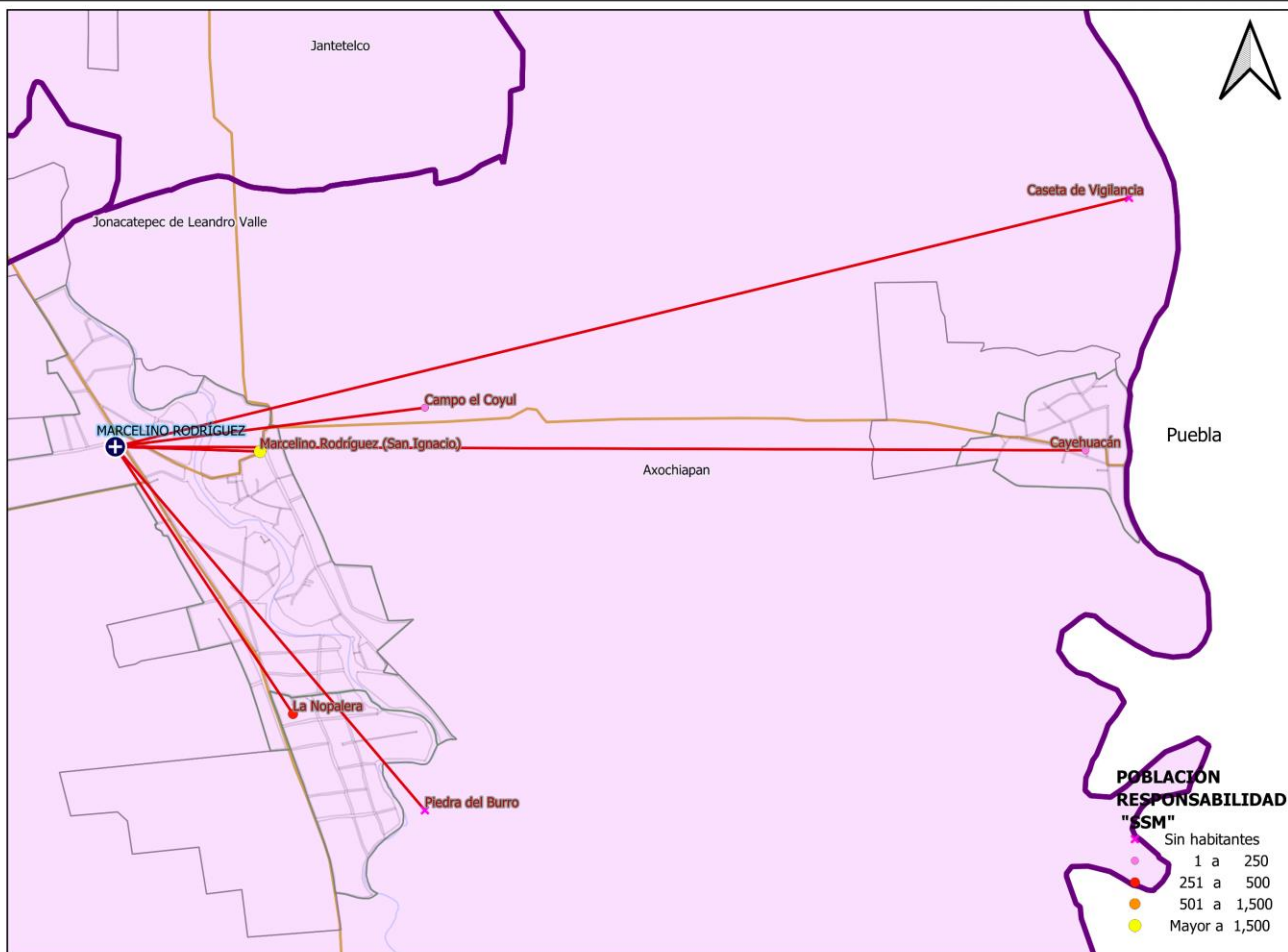 Jantetelco
Caseta de Vigilancia
Jonacatepec de Leandro Valle
Campo el Coyul
MARCELINO RODRÍGUEZ
Marcelino Rodríguez (San Ignacio)
Cayehuacán
Puebla
Axochiapan
La Nopalera
Piedra del Burro
POBLACIÓN
RESPONSABILIDAD
"SSM"
Sin habitantes
1 a 250
251 a 500
501 a 1,500
Mayor a 1,500